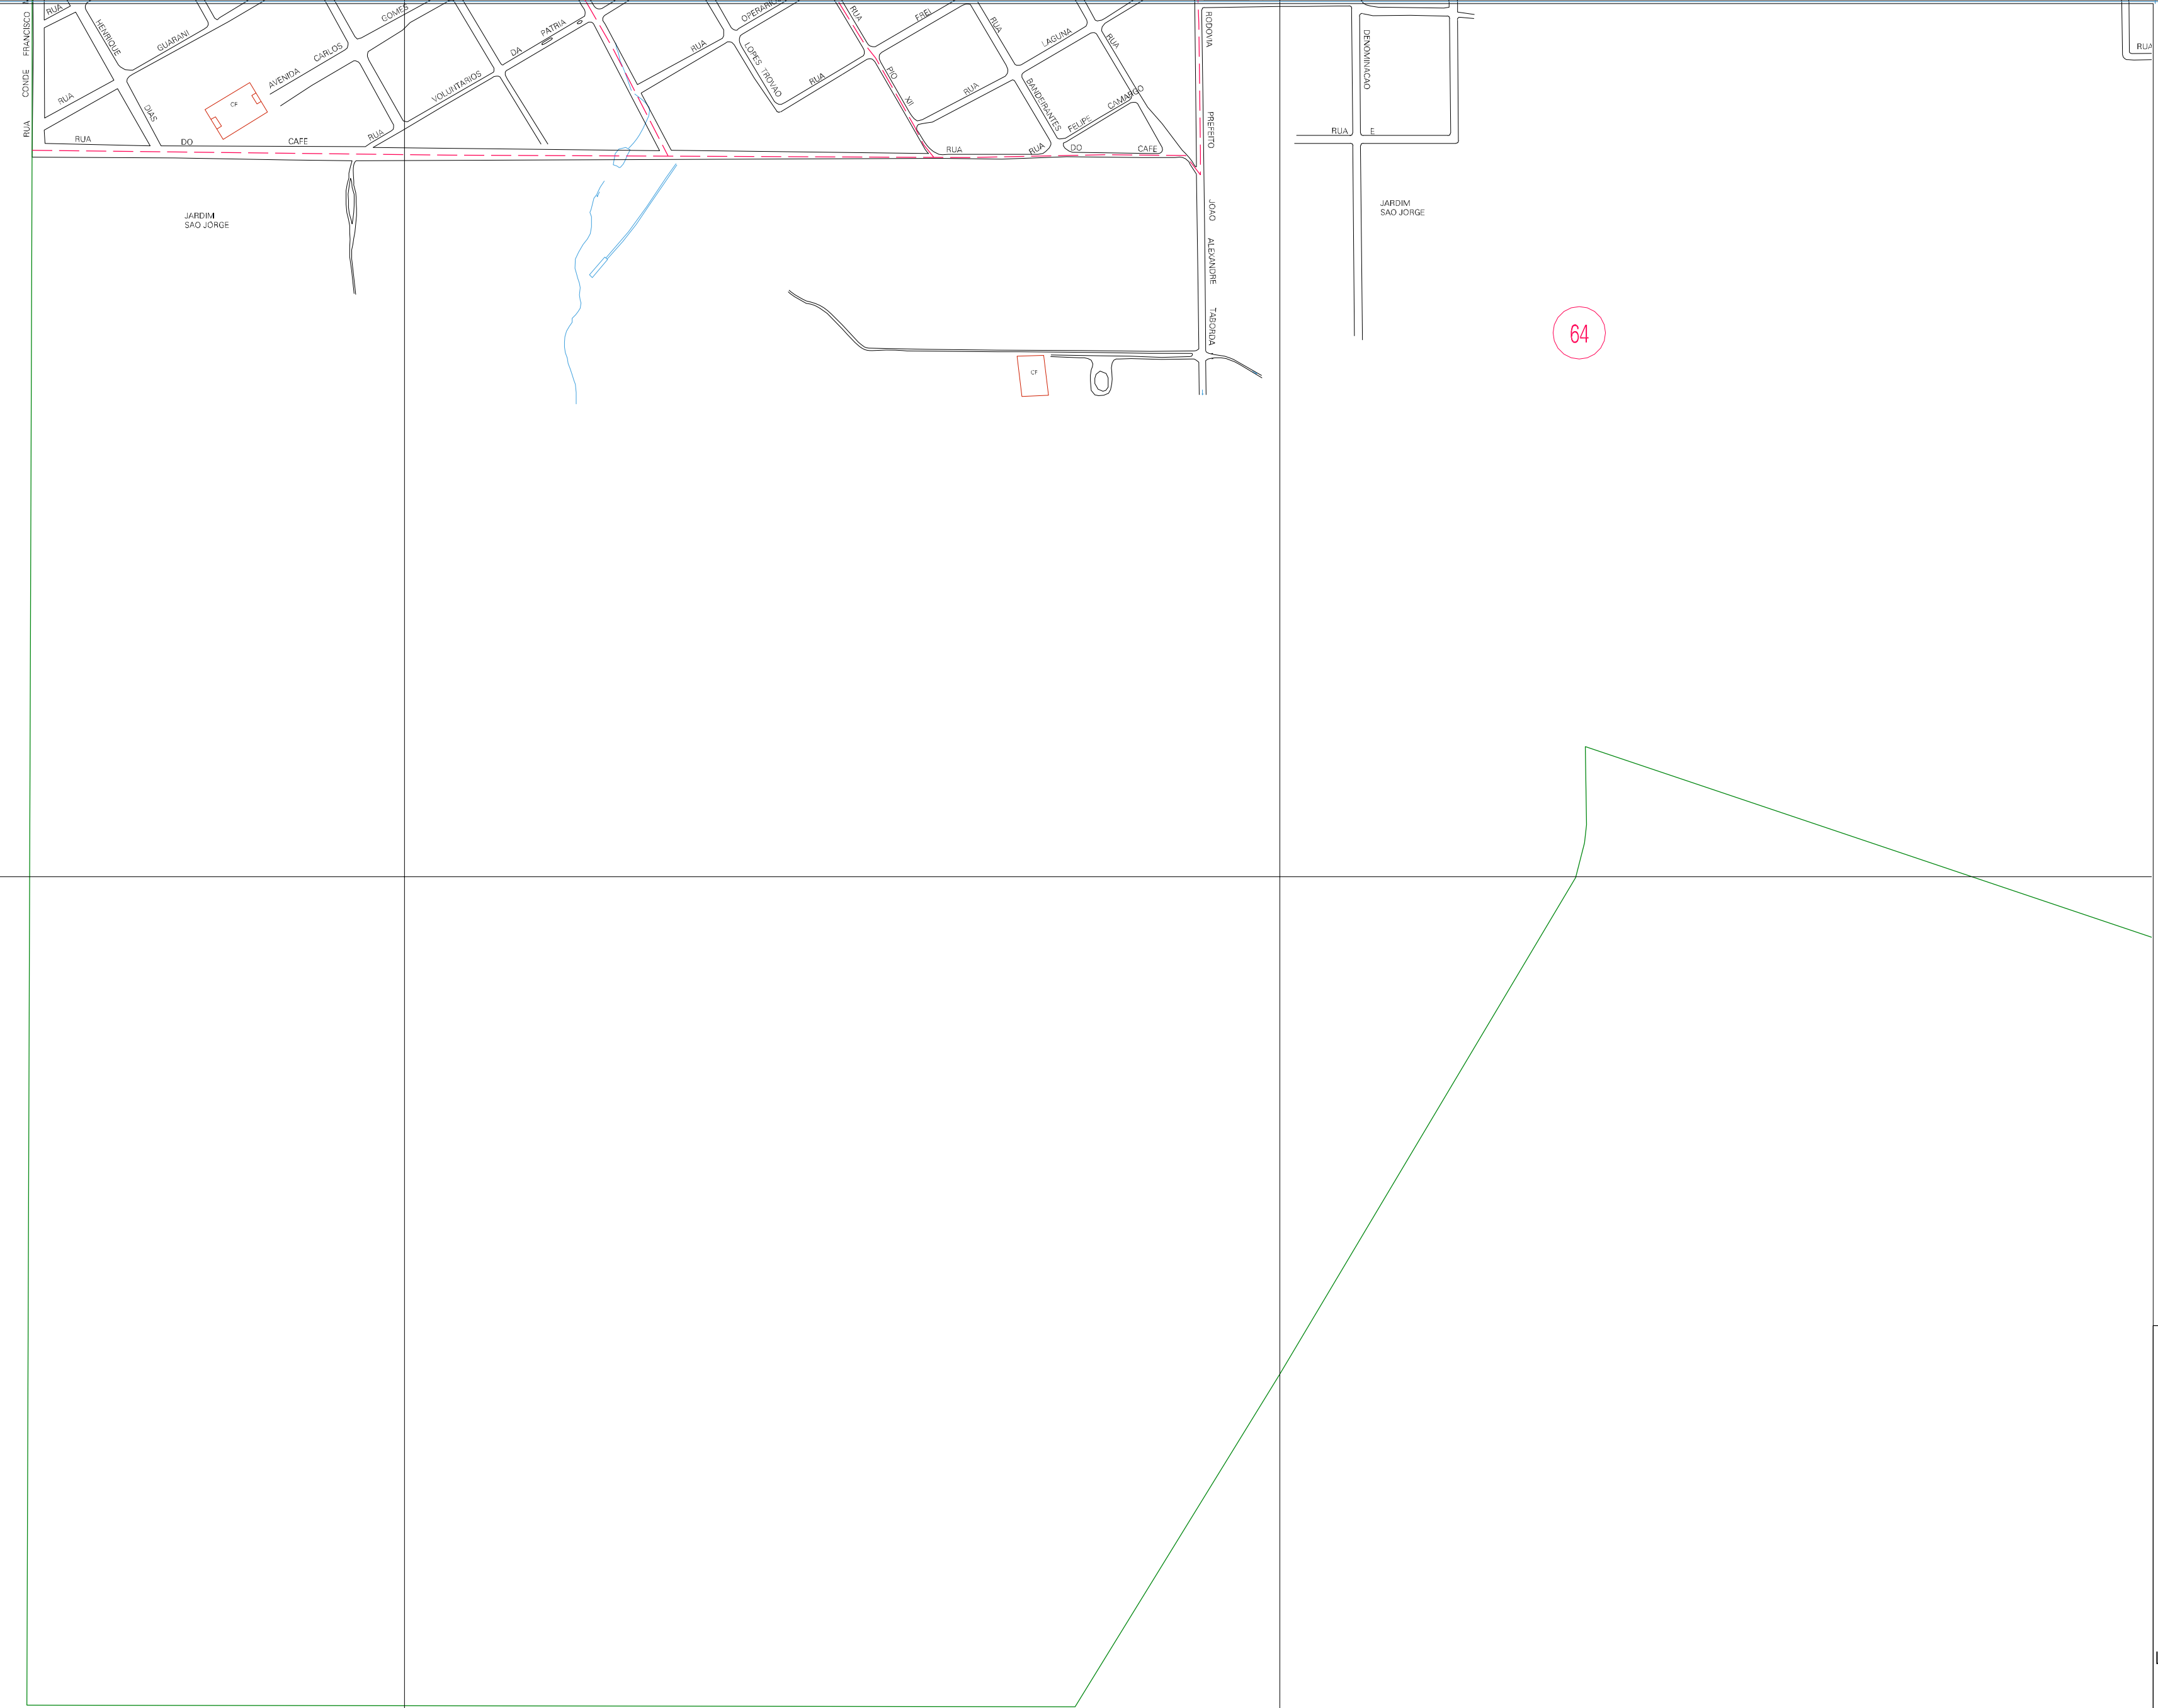 RUA CONDE FRANCISCO
RUA
HENRIQUE
DIAS
GUARANI
RUA
AVENIDA
CARLOS
GOMES
CF
RUA
DO
CAFE
RUA
VOLUNTARIOS
DA
PATRIA
RUA
OPERARIOS
LOPES TROVAO
RUA
RUA
PIO
XII
FREI
RUA
RUA
BANDEIRANTES
LAGUNA
RUA
FELIPE
CAMARGO
RUA
RUA
DO
CAFE
RODOVIA
PREFEITO
JOAO
ALEXANDRE
TABORDA
DENOMINACAO
RUA
E
RUA
JARDIM
SAO JORGE
JARDIM
SAO JORGE
64
CF